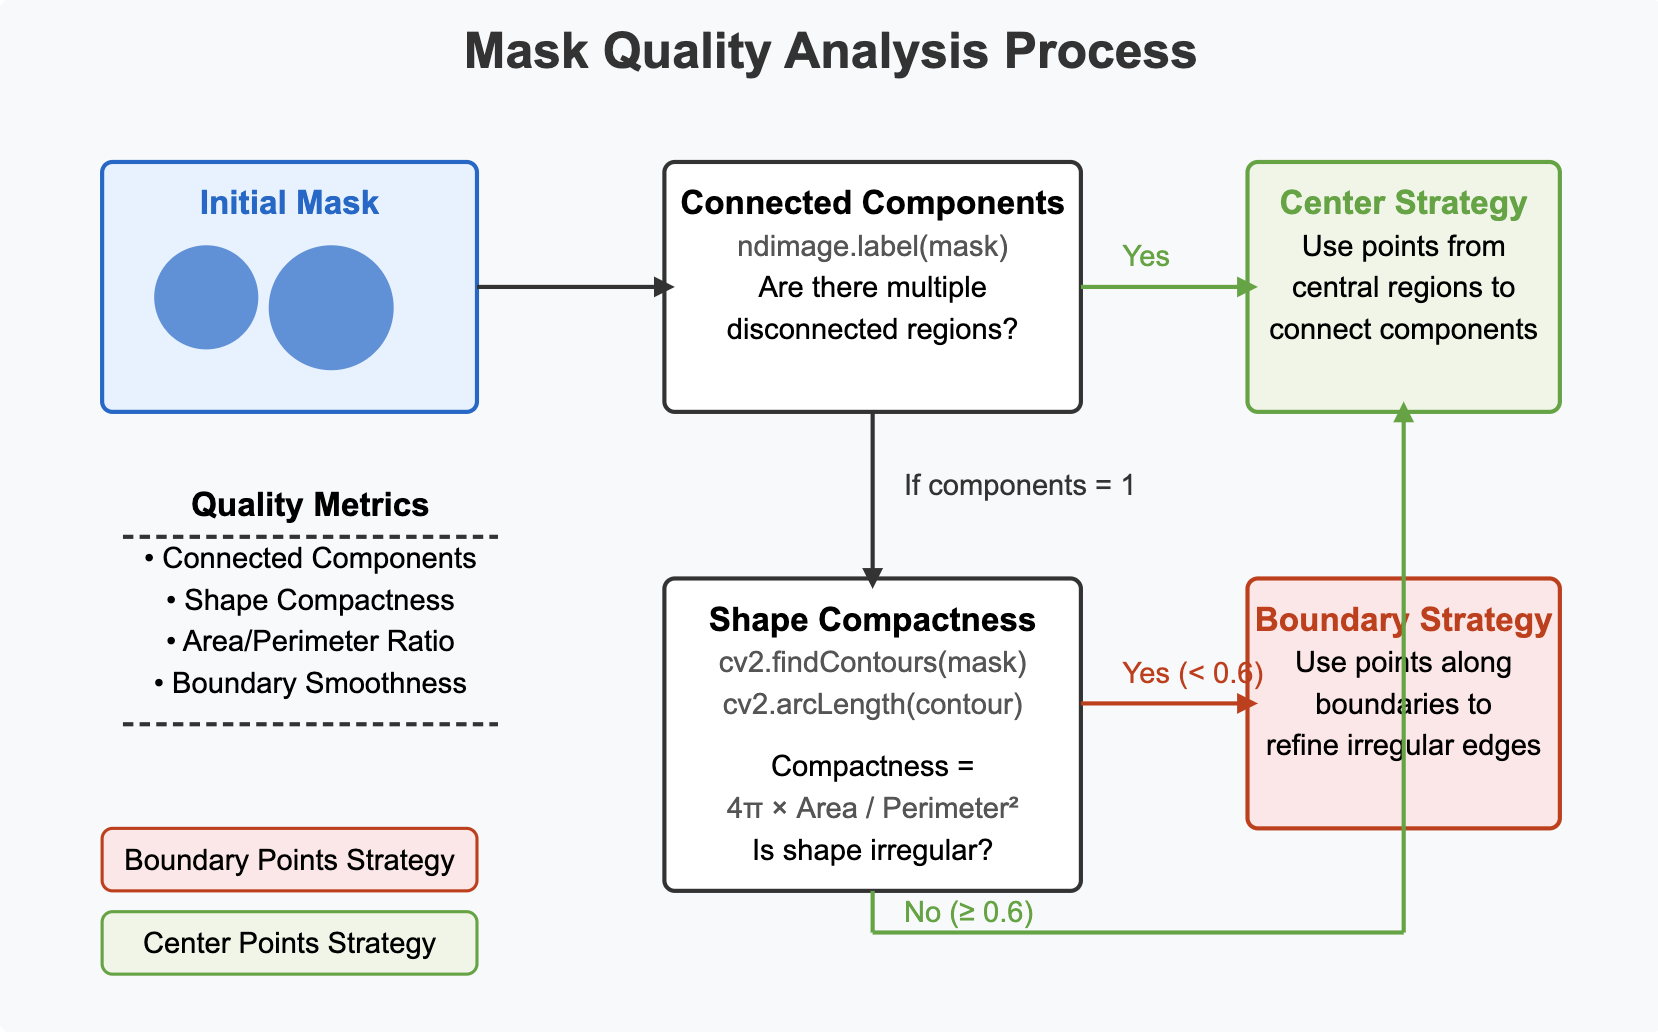 Mask Quality Analysis Process
Initial Mask
Connected Components
ndimage.label(mask)
Are there multiple
disconnected regions?
Yes
Center Strategy
Use points from
central regions to
connect components
If components = 1
Quality Metrics
• Connected Components
• Shape Compactness
• Area/Perimeter Ratio
• Boundary Smoothness
Shape Compactness
cv2.findContours(mask)
cv2.arcLength(contour)
Compactness =
4π × Area / Perimeter²
Is shape irregular?
Yes (< 0.6)
Boundary Strategy
Use points along
boundaries to
refine irregular edges
No (≥ 0.6)
Boundary Points Strategy
Center Points Strategy